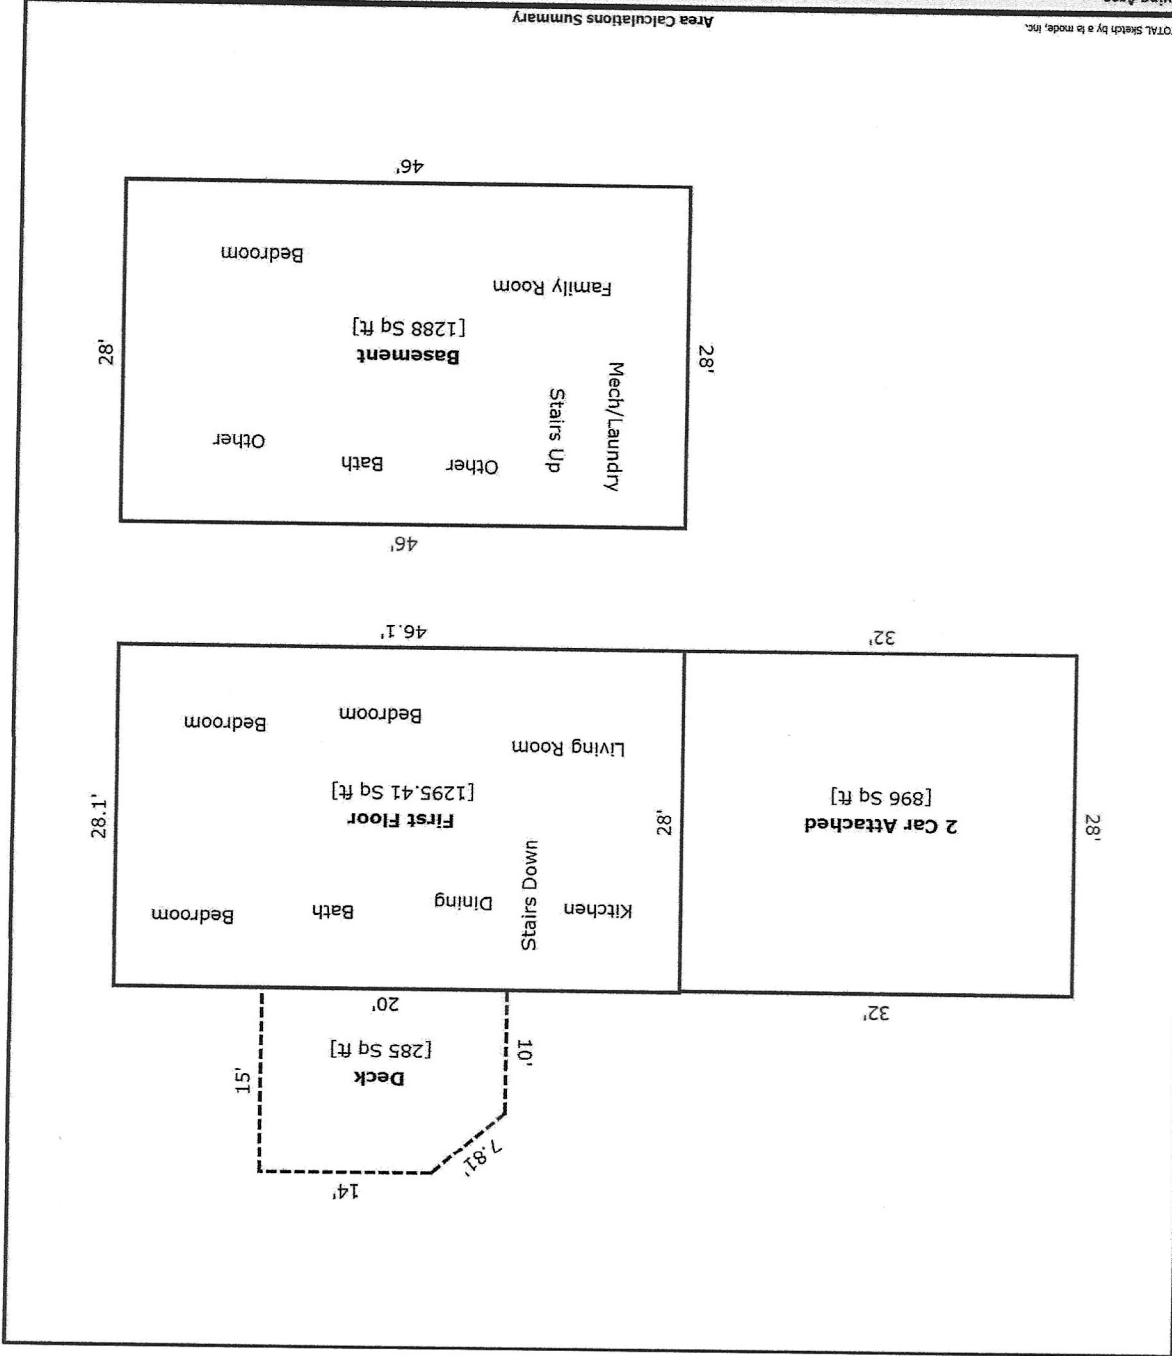 14'
7.81'
15'
10'
Deck
[285 Sq ft]
20'
32'
Kitchen
Stairs Down
Dining
Bath
Bedroom
28'
2 Car Attached
[896 Sq ft]
28'
First Floor
[1295.41 Sq ft]
28.1'
Living Room
Bedroom
Bedroom
32'
46.1'
46'
Mech/Laundry
Stairs Up
Other
Bath
Other
28'
Basement
[1288 Sq ft]
28'
Family Room
Bedroom
46'
TOTAL Sketch by a la mode, inc.
Area Calculations Summary